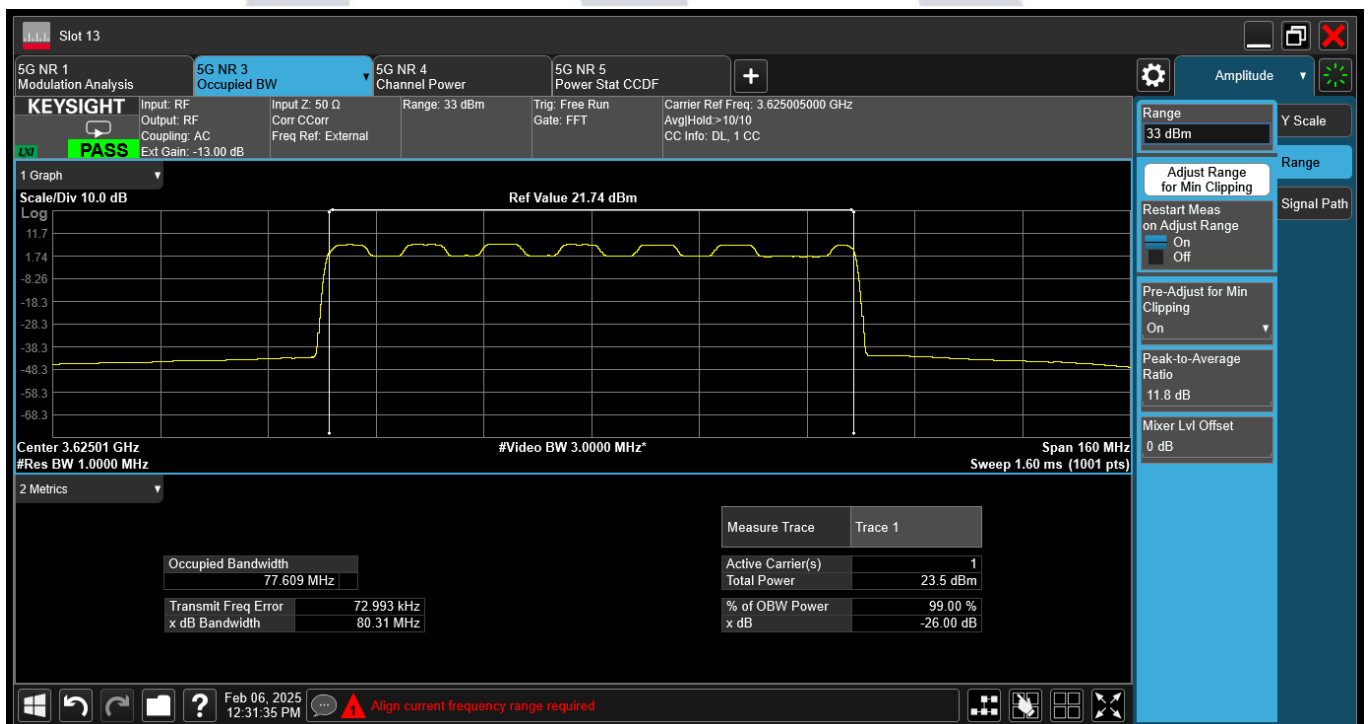 Slot 13
5G NR 1
Modulation Analysis
5G NR 3
Occupied BW
5G NR 4
Channel Power
5G NR 5
Power Stat CCDF
Amplitude
KEYSIGHT
LXI
PASS
Input: RF
Output: RF
Coupling: AC
Ext Gain: -13.00 dB
Input Z: 50 Ω
Corr CCorr
Freq Ref: External
Range: 33 dBm
Trig: Free Run
Gate: FFT
Carrier Ref Freq: 3.625005000 GHz
Avg|Hold:>10/10
CC Info: DL, 1 CC
1 Graph
Scale/Div 10.0 dB
Ref Value 21.74 dBm
Log
11.7
1.74
-8.26
-18.3
-28.3
-38.3
-48.3
-58.3
-68.3
Center 3.62501 GHz
#Video BW 3.0000 MHz*
Span 160 MHz
#Res BW 1.0000 MHz
Sweep 1.60 ms (1001 pts)
2 Metrics
Measure Trace Trace 1
Occupied Bandwidth
77.609 MHz
Transmit Freq Error 72.993 kHz
x dB Bandwidth 80.31 MHz
Active Carrier(s) 1
Total Power 23.5 dBm
% of OBW Power 99.00 %
x dB -26.00 dB
Range
33 dBm
Adjust Range
for Min Clipping
Restart Meas
on Adjust Range
On
Off
Pre-Adjust for Min
Clipping
On
Peak-to-Average
Ratio
11.8 dB
Mixer Lvl Offset
0 dB
Y Scale
Range
Signal Path
?
Feb 06, 2025
12:31:35 PM
1
Align current frequency range required